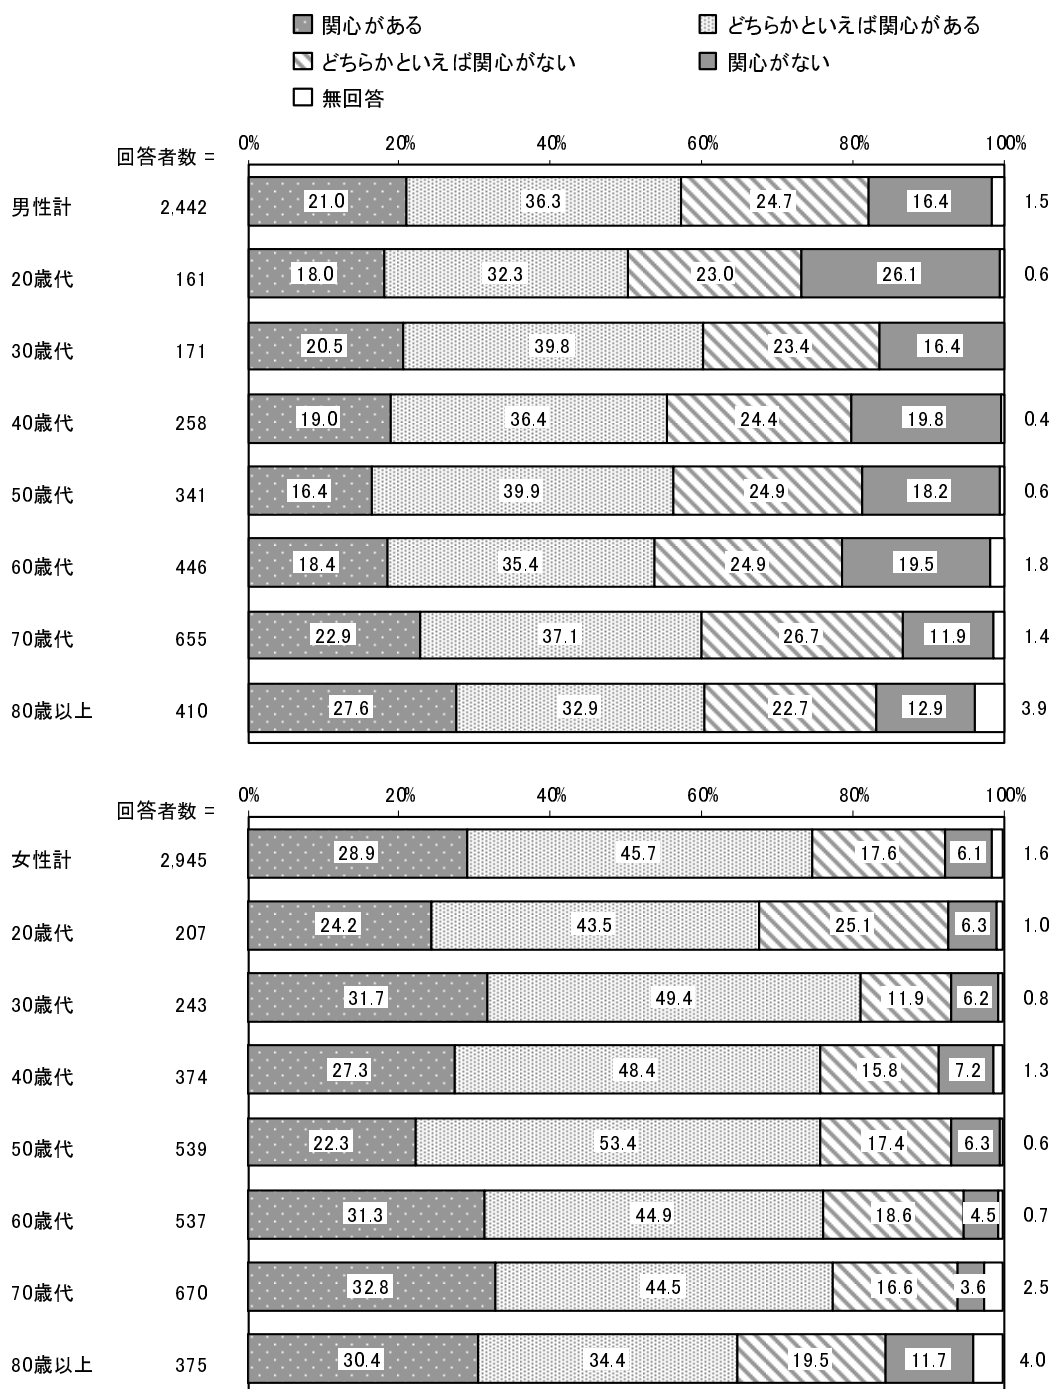 関心がある どちらかといえば関心がある
どちらかといえば関心がない 関心がない
無回答
0% 20% 40% 60% 80% 100%
回答者数 =
男性計 2,442 21.0 36.3 24.7 16.4 1.5
20歳代 161 18.0 32.3 23.0 26.1 0.6
30歳代 171 20.5 39.8 23.4 16.4
40歳代 258 19.0 36.4 24.4 19.8 0.4
50歳代 341 16.4 39.9 24.9 18.2 0.6
60歳代 446 18.4 35.4 24.9 19.5 1.8
70歳代 655 22.9 37.1 26.7 11.9 1.4
80歳以上 410 27.6 32.9 22.7 12.9 3.9
0% 20% 40% 60% 80% 100%
回答者数 =
女性計 2,945 28.9 45.7 17.6 6.1 1.6
20歳代 207 24.2 43.5 25.1 6.3 1.0
30歳代 243 31.7 49.4 11.9 6.2 0.8
40歳代 374 27.3 48.4 15.8 7.2 1.3
50歳代 539 22.3 53.4 17.4 6.3 0.6
60歳代 537 31.3 44.9 18.6 4.5 0.7
70歳代 670 32.8 44.5 16.6 3.6 2.5
80歳以上 375 30.4 34.4 19.5 11.7 4.0